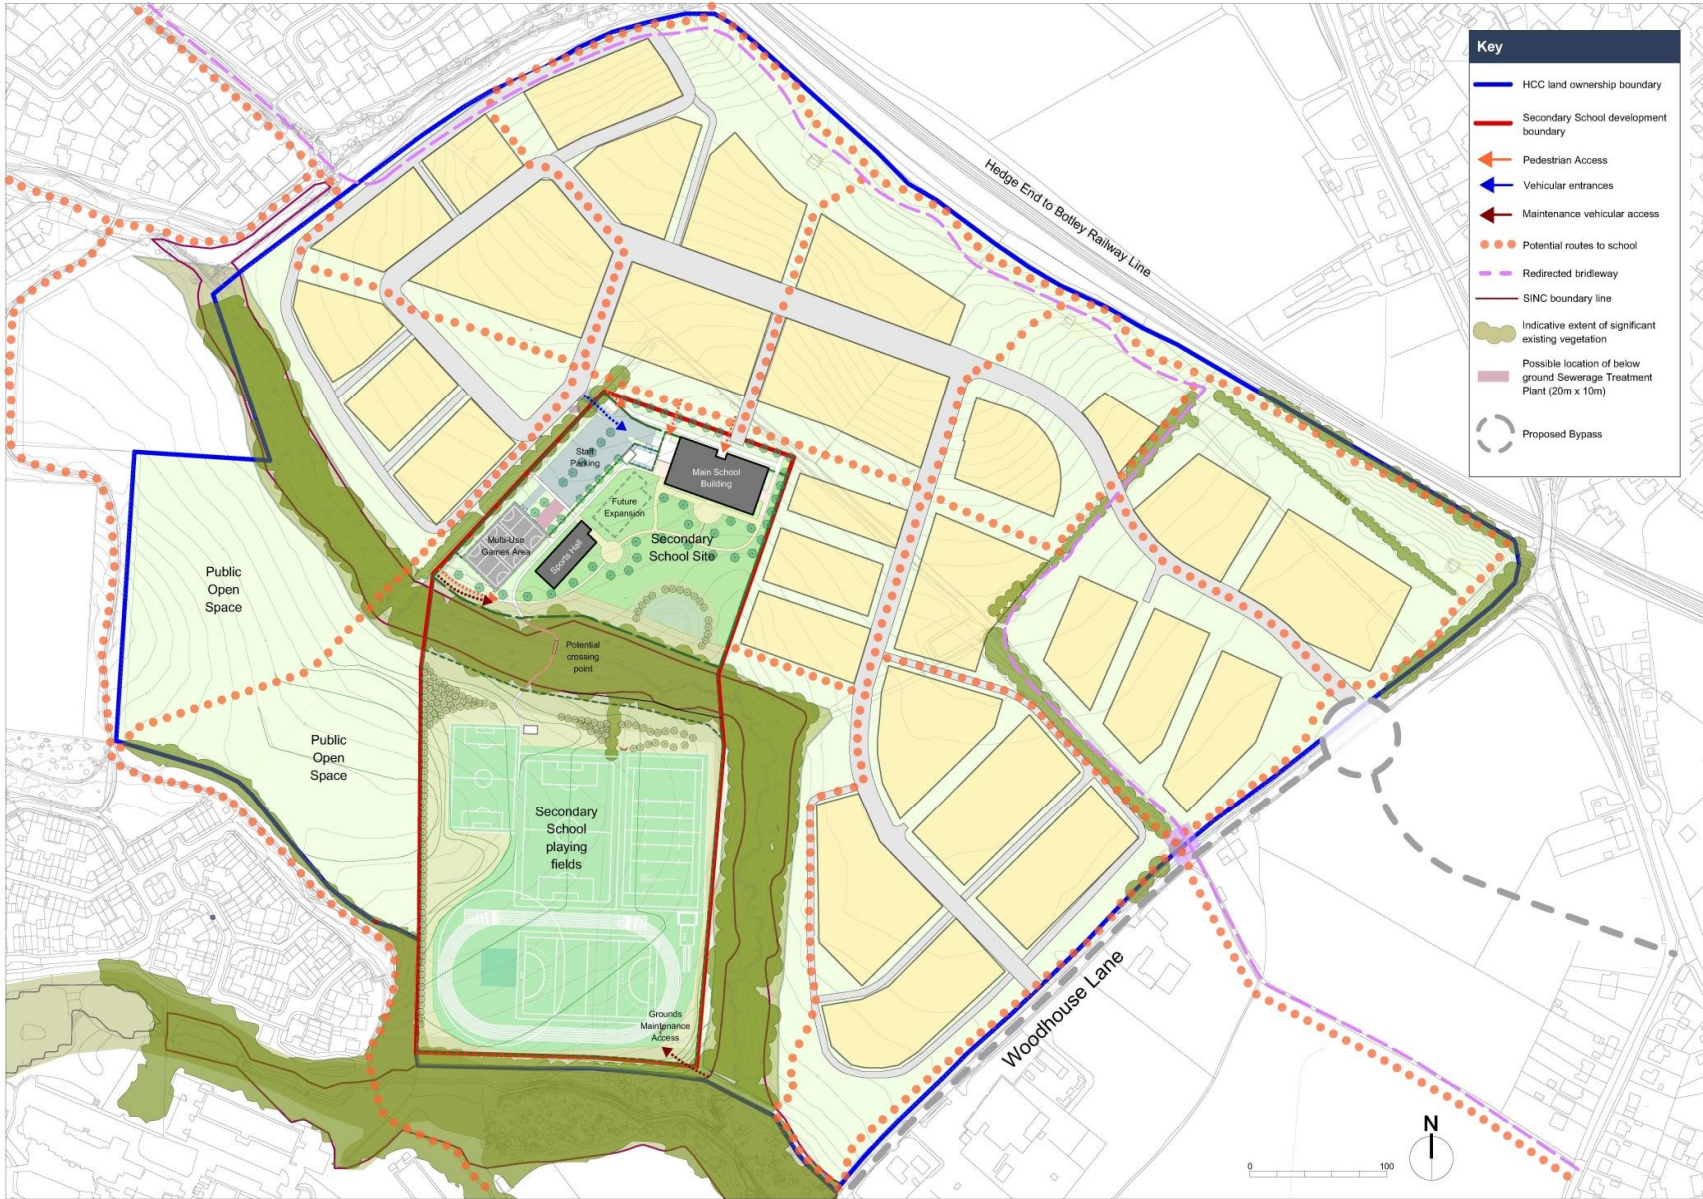 Key
HCC land ownership boundary
Secondary School development
boundary
Pedestrian Access
Vehicular entrances
Maintenance vehicular access
Potential routes to school
Redirected bridleway
SINC boundary line
Indicative extent of significant
existing vegetation
Possible location of below
ground Sewerage Treatment
Plant (20m x 10m)
Proposed Bypass
Hedge End to Botley Railway Line
Staff
Parking
Main School
Building
Future
Expansion
Multi-Use
Games Area
Sports Hall
Secondary
School Site
Public
Open
Space
Potential
crossing
point
Public
Open
Space
Secondary
School
playing
fields
Grounds
Maintenance
Access
Woodhouse Lane
N
0
100